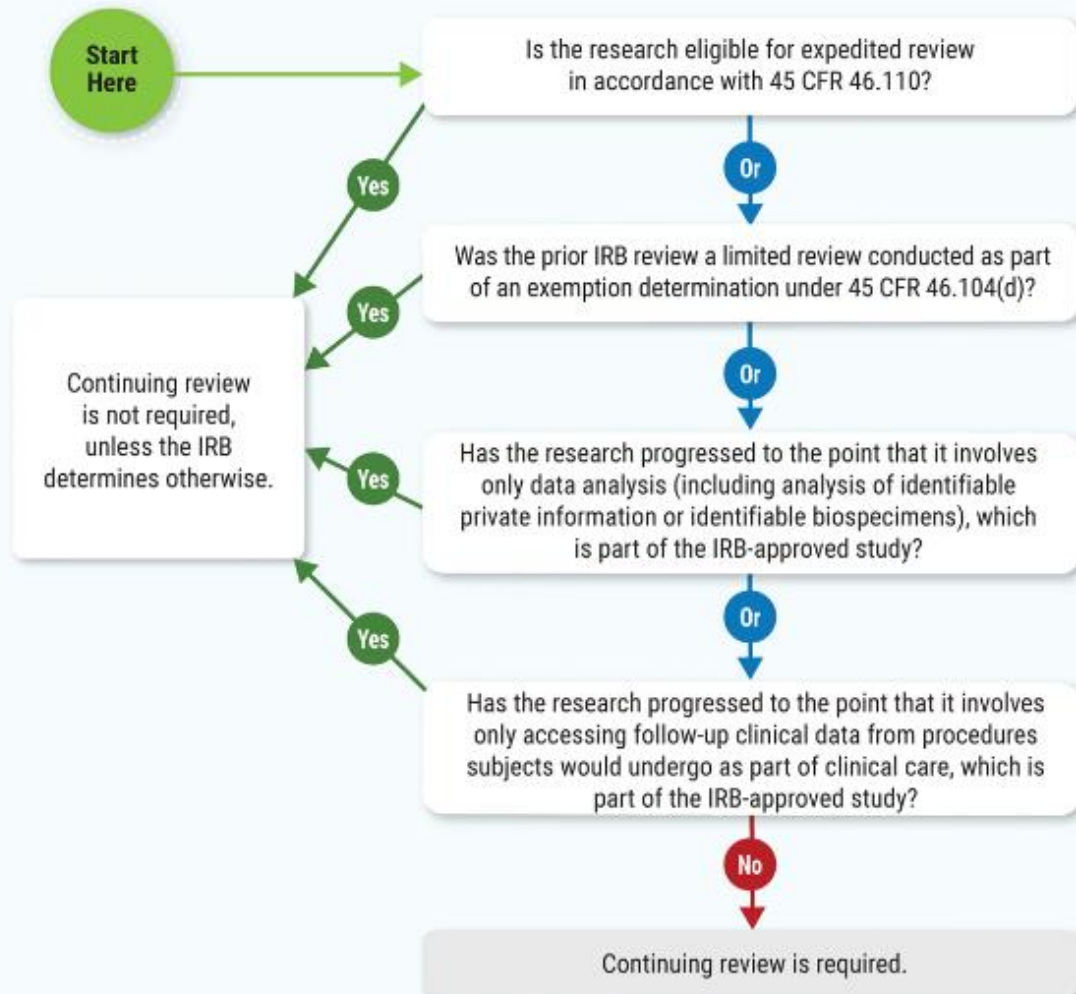 Start
Here
Is the research eligible for expedited review
in accordance with 45 CFR 46.110?
Yes
Or
Was the prior IRB review a limited review conducted as part
of an exemption determination under 45 CFR 46.104(d)?
Yes
Or
Continuing review
is not required,
unless the IRB
determines otherwise.
Has the research progressed to the point that it involves
only data analysis (including analysis of identifiable
private information or identifiable biospecimens), which
is part of the IRB-approved study?
Yes
Or
Yes
Has the research progressed to the point that it involves
only accessing follow-up clinical data from procedures
subjects would undergo as part of clinical care, which is
part of the IRB-approved study?
No
Continuing review is required.